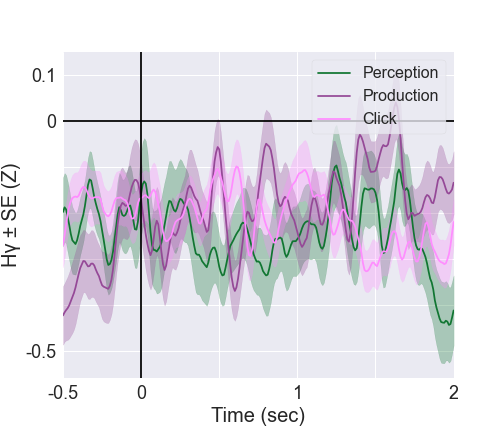 0.1
0
-0.5
Hγ ± SE (Z)
Perception
Production
Click
-0.5
0
1
2
Time (sec)